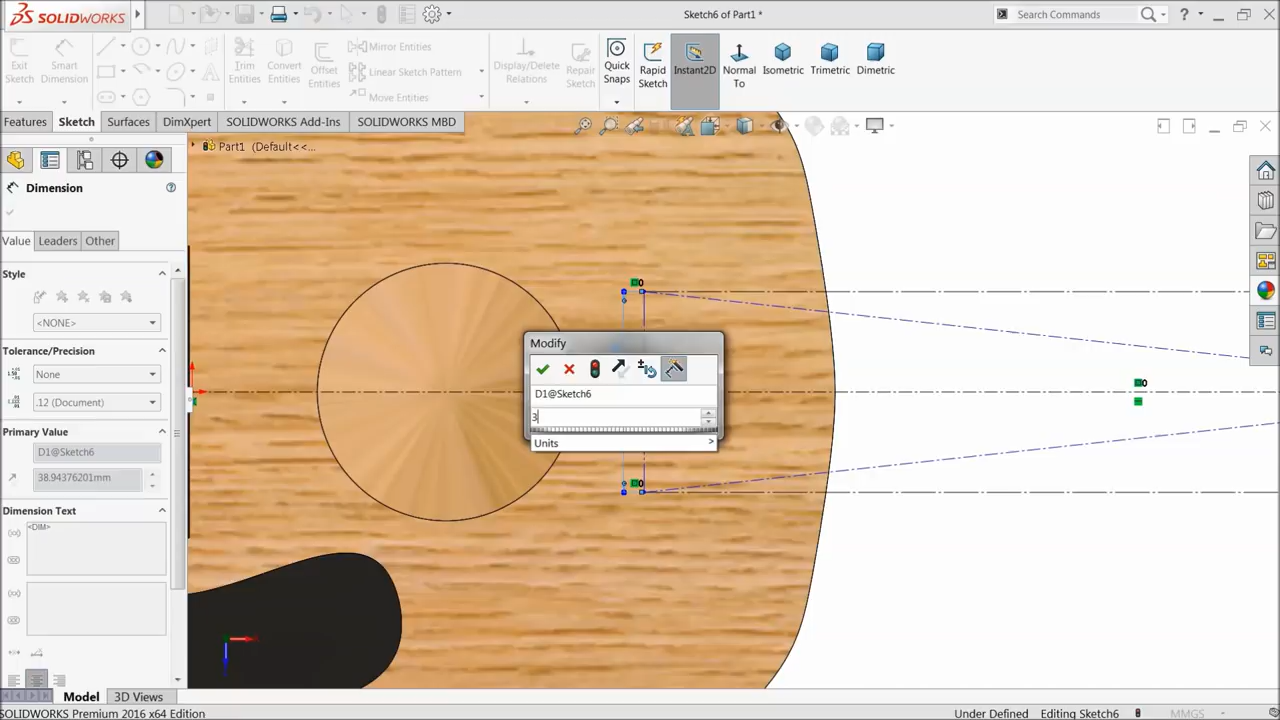 SOLIDWORKS
Sketch6 of Part1 *
Search Commands
?
Exit Sketch
Smart Dimension
Trim Entities
Convert Entities
Offset Entities
Mirror Entities
Linear Sketch Pattern
Move Entities
Display/Delete Relations
Repair Sketch
Quick Snaps
Rapid Sketch
Instant2D
Normal To
Isometric
Trimetric
Dimetric
Features
Sketch
Surfaces
DimXpert
SOLIDWORKS Add-Ins
SOLIDWORKS MBD
Part1 (Default<<...
Dimension
Value
Leaders
Other
Style
<NONE>
Tolerance/Precision
None
.12 (Document)
Primary Value
D1@Sketch6
38.94376201mm
Dimension Text
<DIM>
Modify
D1@Sketch6
3
Units >
Model
3D Views
SOLIDWORKS Premium 2016 x64 Edition
Under Defined
Editing Sketch6
MMGS